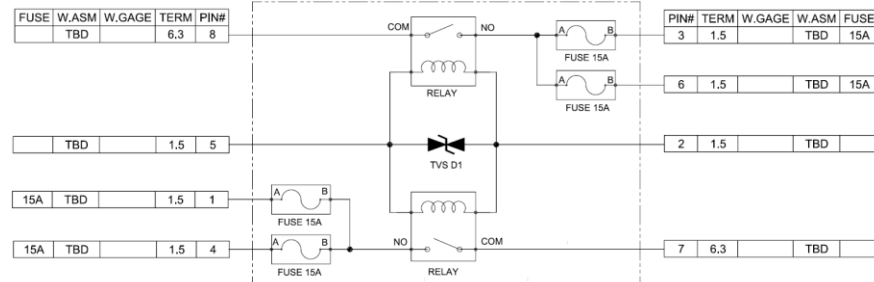 FUSE W.ASM W.GAGE TERM PIN#
TBD 6.3 8
COM NO
A B
FUSE 15A
RELAY
PIN# TERM W.GAGE W.ASM FUSE
3 1.5 TBD 15A
A B
FUSE 15A
6 1.5 TBD 15A
TBD 1.5 5
TVS D1
2 1.5 TBD
15A TBD 1.5 1
A B
FUSE 15A
15A TBD 1.5 4
A B
FUSE 15A
NO COM
RELAY
7 6.3 TBD